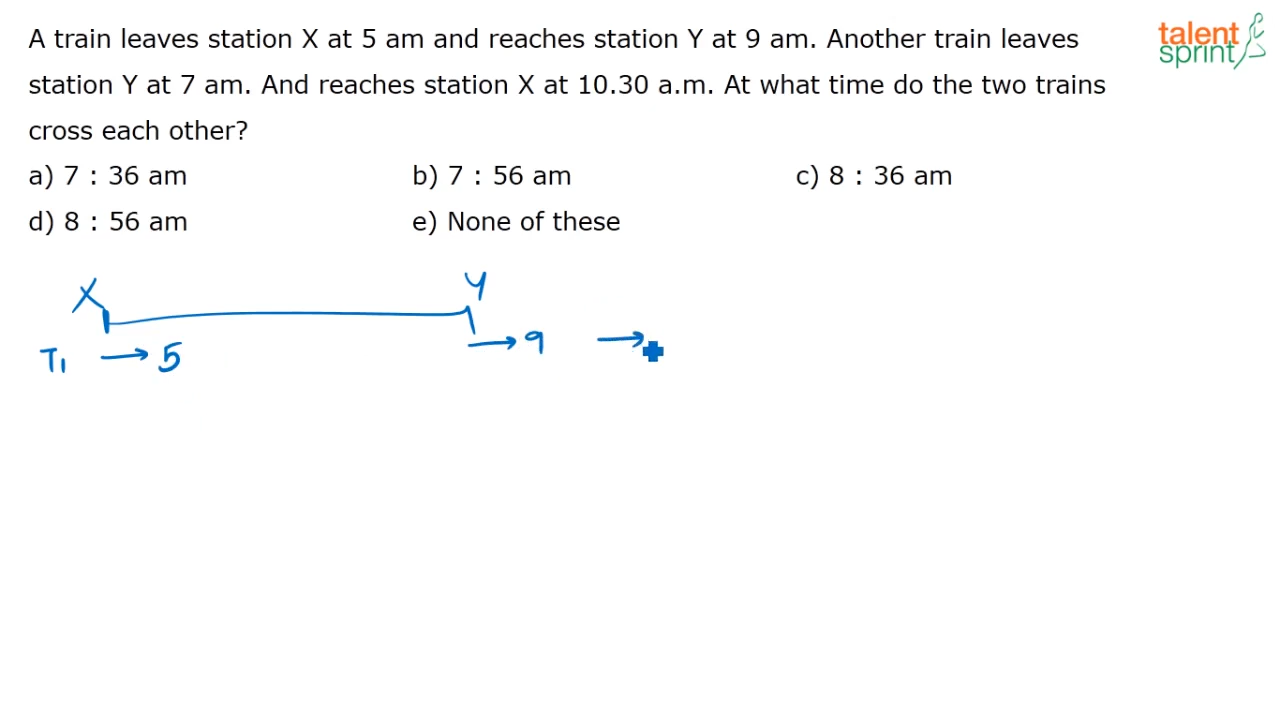 A train leaves station X at 5 am and reaches station Y at 9 am. Another train leaves
talent
sprint
station Y at 7 am. And reaches station X at 10.30 a.m. At what time do the two trains
cross each other?
a) 7 : 36 am b) 7 : 56 am c) 8 : 36 am
d) 8 : 56 am e) None of these
X Y
T1 → 5 → 9 →